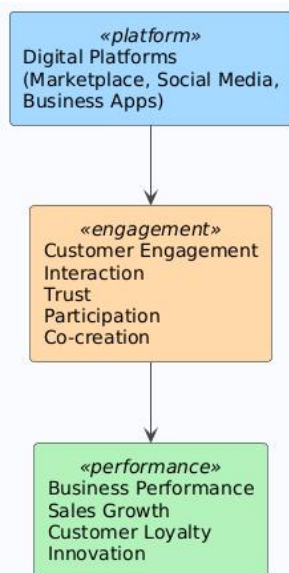 «platform»
Digital Platforms
(Marketplace, Social Media,
Business Apps)
«engagement»
Customer Engagement
Interaction
Trust
Participation
Co-creation
«performance»
Business Performance
Sales Growth
Customer Loyalty
Innovation